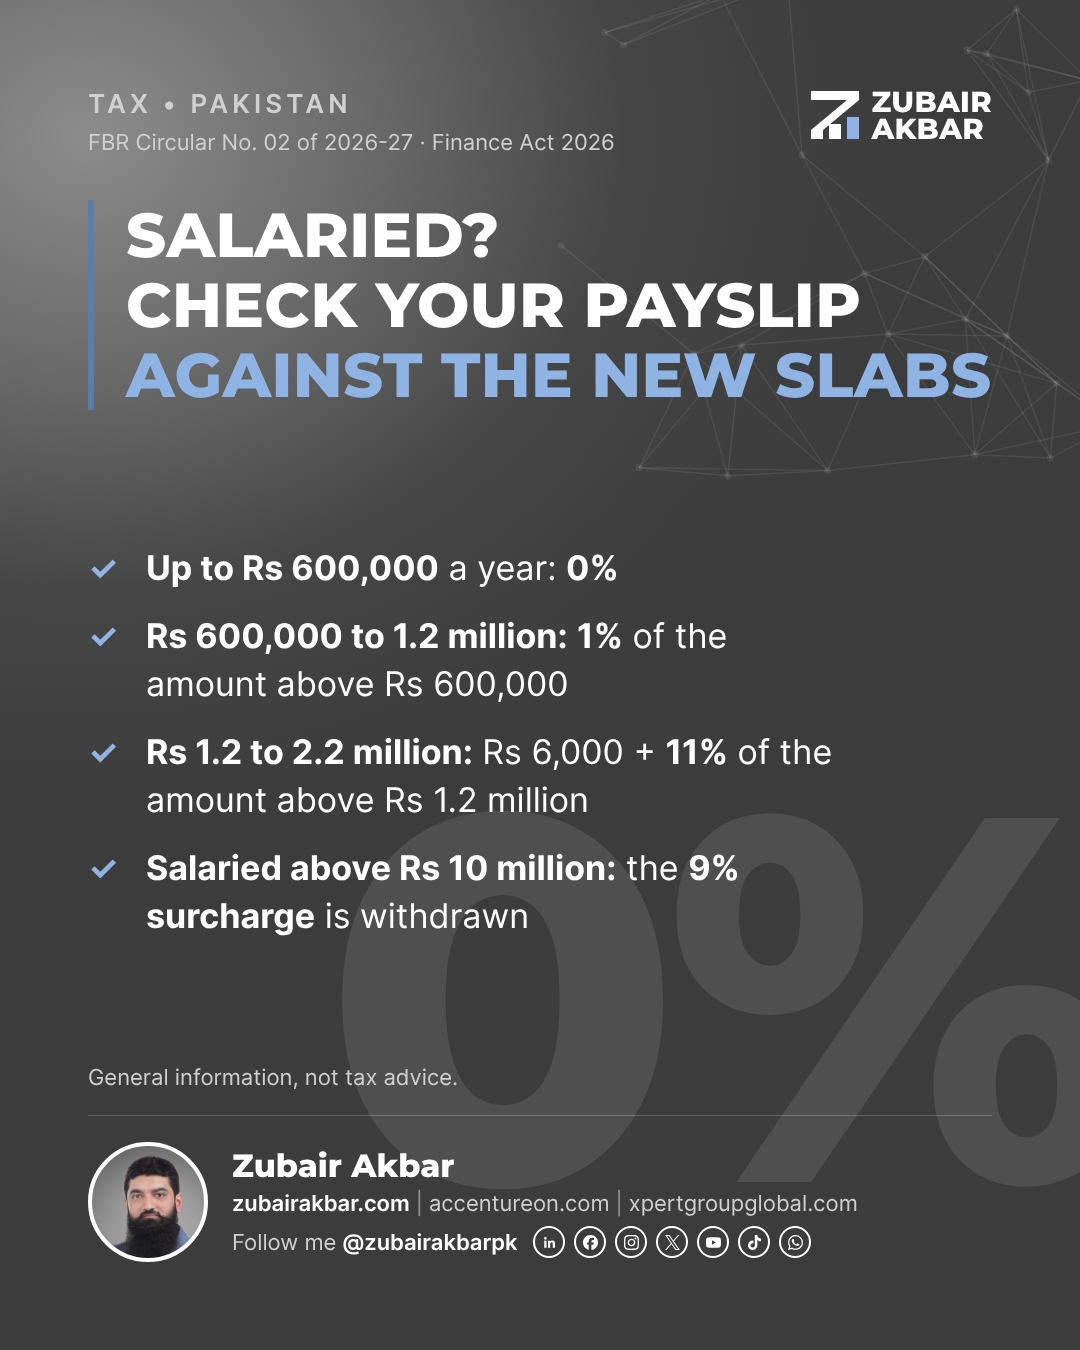 TAX • PAKISTAN
FBR Circular No. 02 of 2026-27 · Finance Act 2026
ZUBAIR
AKBAR
SALARIED?
CHECK YOUR PAYSLIP
AGAINST THE NEW SLABS
Up to Rs 600,000 a year: 0%
Rs 600,000 to 1.2 million: 1% of the
amount above Rs 600,000
Rs 1.2 to 2.2 million: Rs 6,000 + 11% of the
amount above Rs 1.2 million
Salaried above Rs 10 million: the 9%
surcharge is withdrawn
0%
General information, not tax advice.
Zubair Akbar
zubairakbar.com | accentureon.com | xpertgroupglobal.com
Follow me @zubairakbarpk